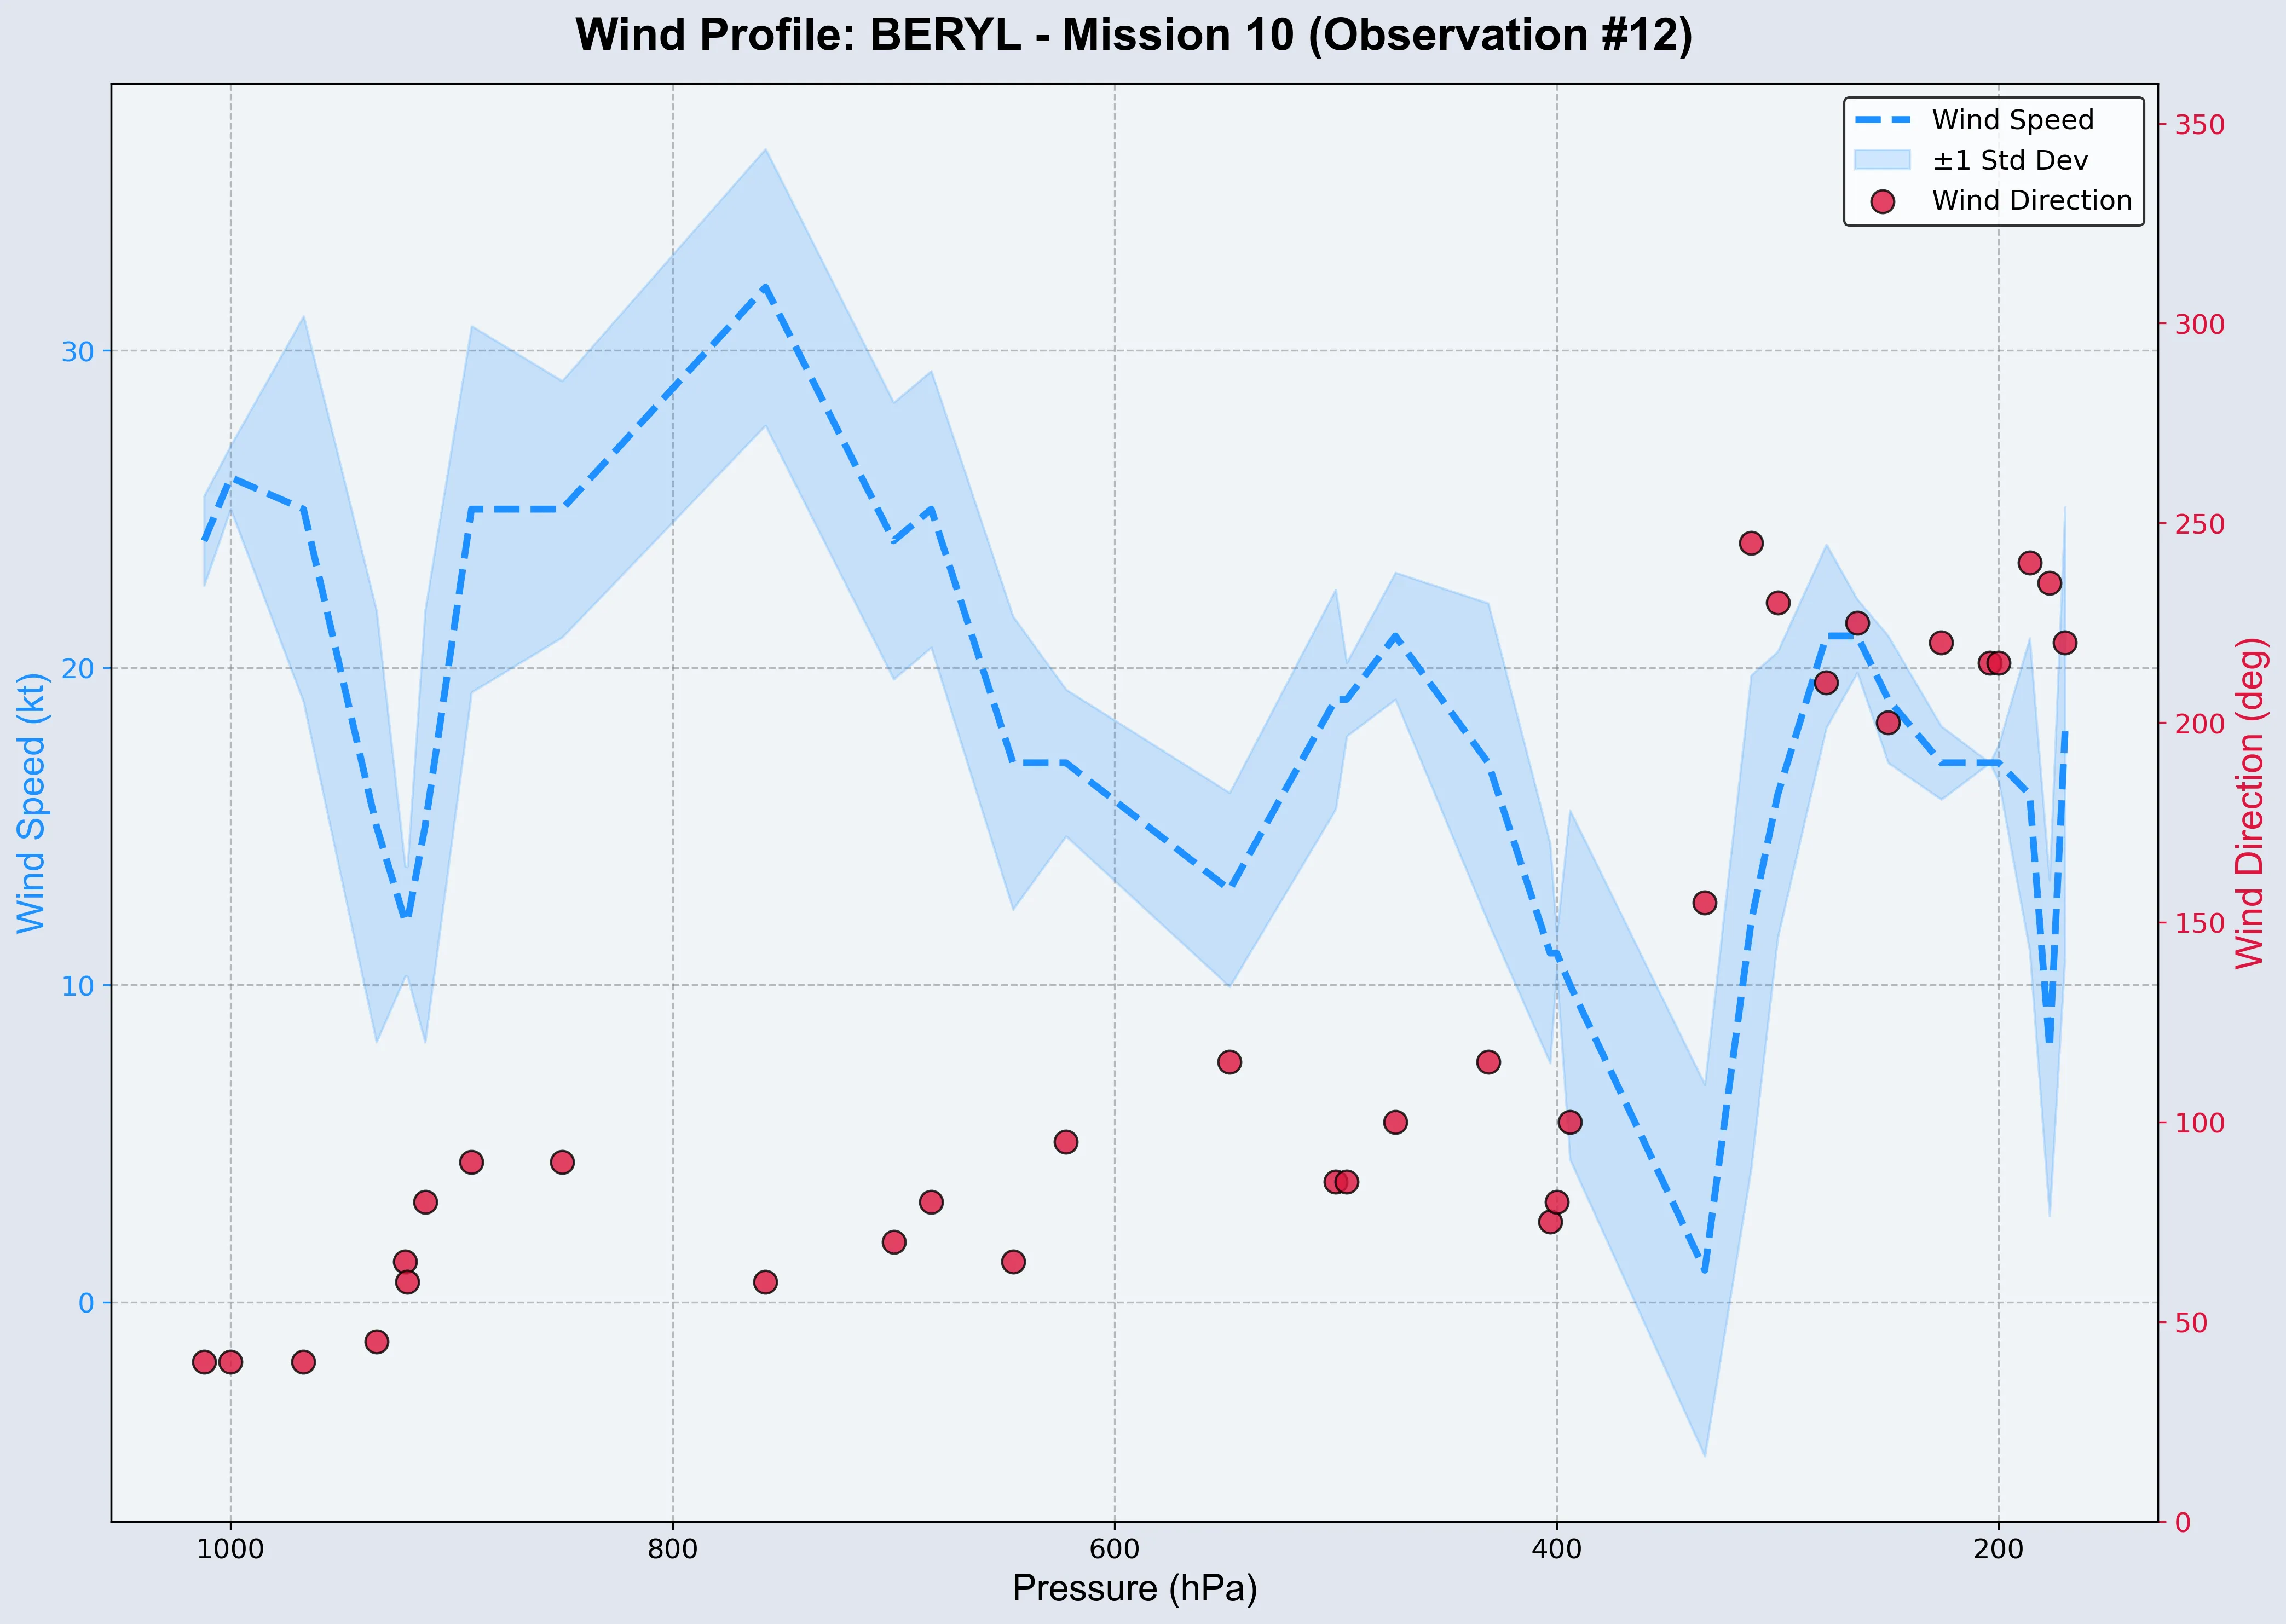 Wind Profile: BERYL - Mission 10 (Observation #12)
Wind Speed
±1 Std Dev
Wind Direction
Wind Speed (kt)
30
20
10
0
350
300
250
200
150
100
50
0
Wind Direction (deg)
1000
800
600
400
200
Pressure (hPa)